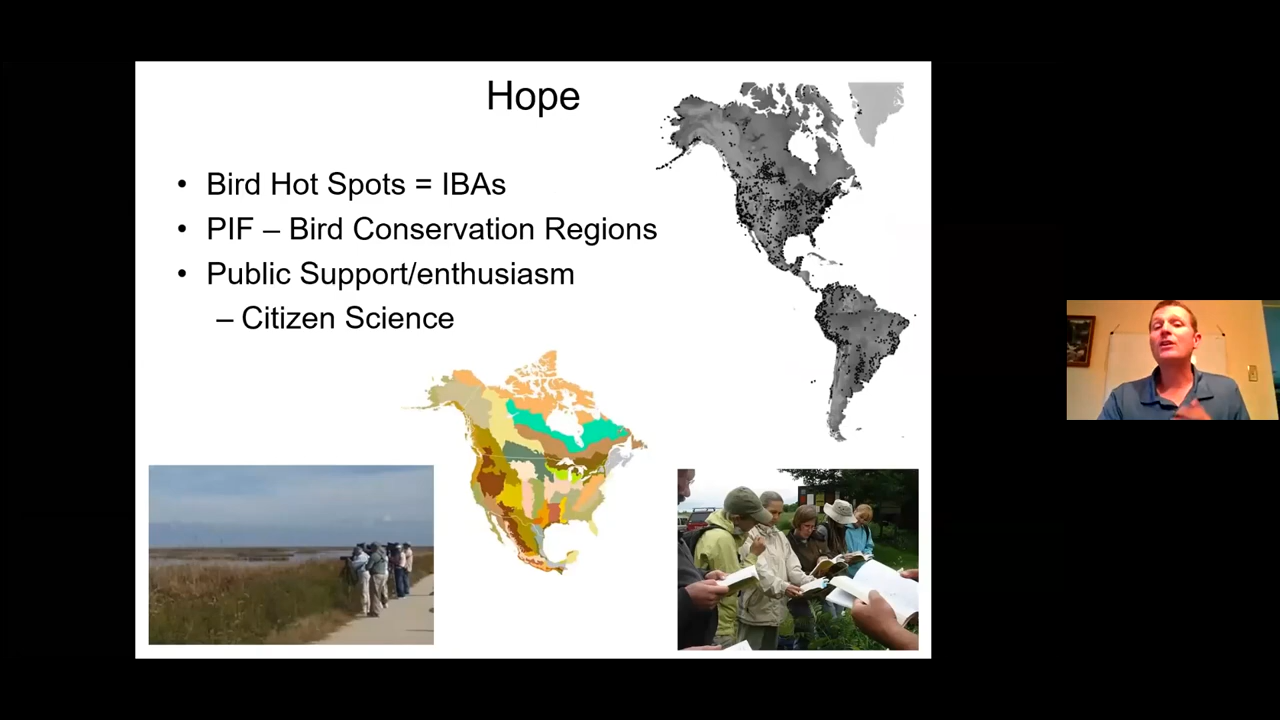 Hope
• Bird Hot Spots = IBAs
• PIF – Bird Conservation Regions
• Public Support/enthusiasm
– Citizen Science